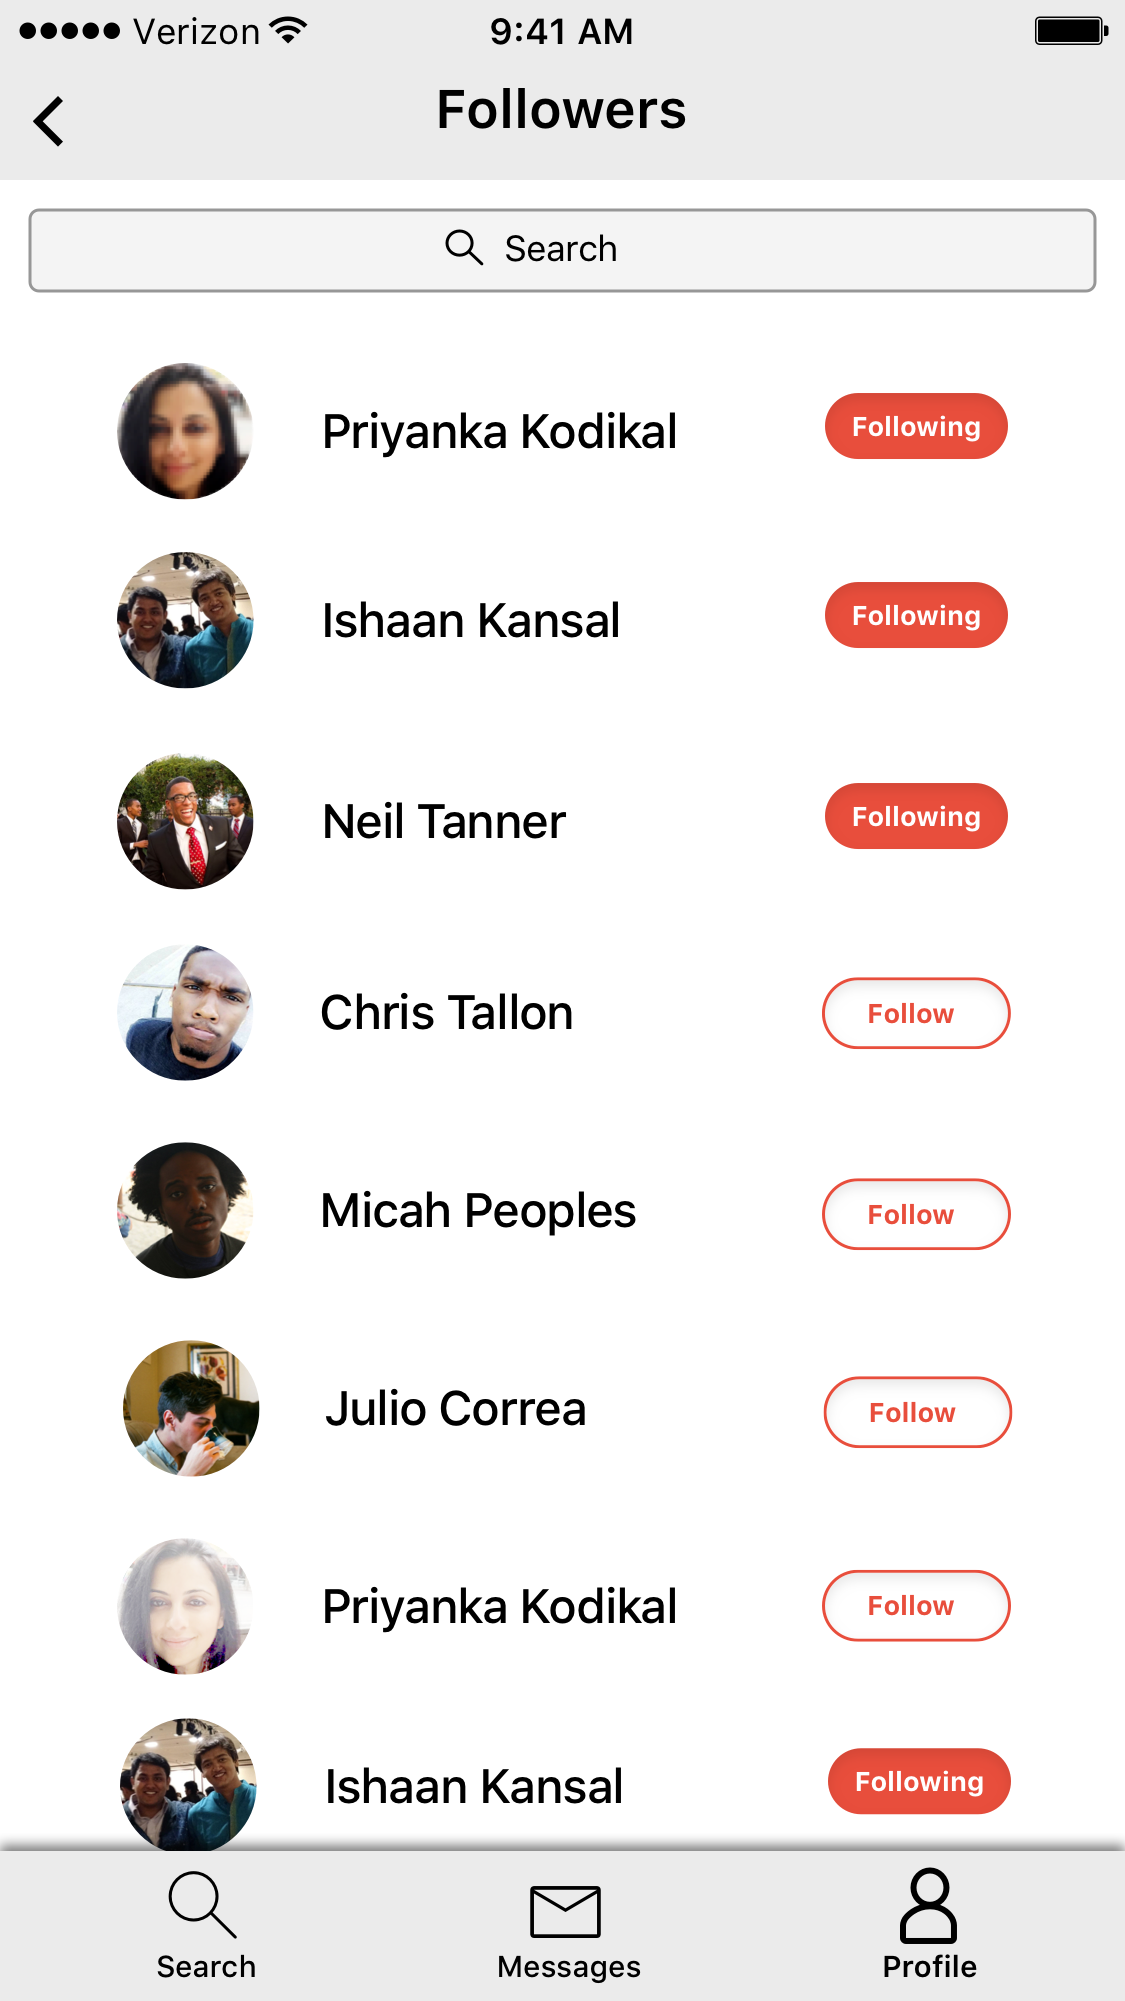 Verizon 9:41 AM
Followers
Search
Priyanka Kodikal Following
Ishaan Kansal Following
Neil Tanner Following
Chris Tallon Follow
Micah Peoples Follow
Julio Correa Follow
Priyanka Kodikal Follow
Ishaan Kansal Following
Search Messages Profile